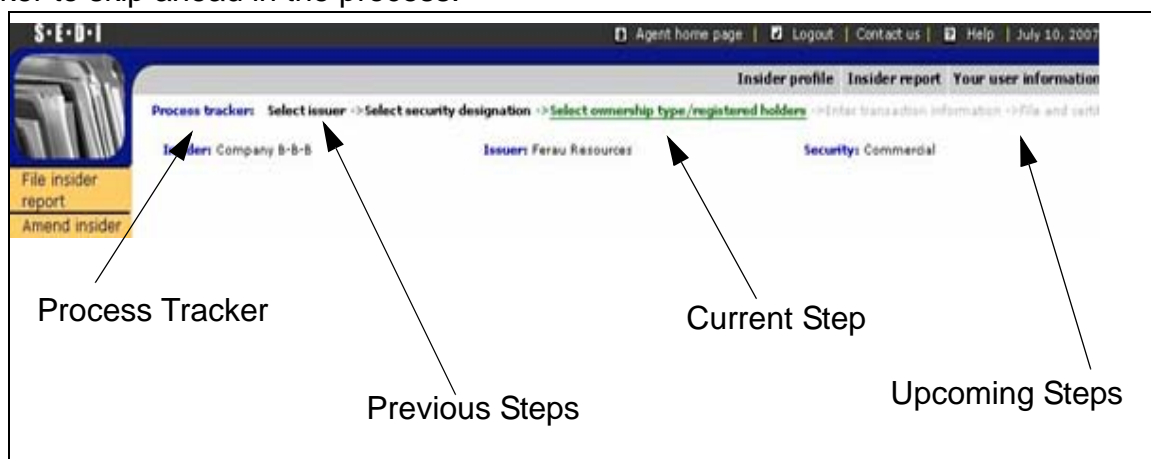 ker to skip ahead in the process.
S•E•D•I
Agent home page | Logout | Contact us | Help | July 10, 2007
Insider profile Insider report Your user information
Process tracker: Select issuer ->Select security designation ->Select ownership type/registered holders ->Enter transaction information ->File and certi
Insider: Company B-B-B Issuer: Ferau Resources Security: Commercial
File insider
report
Amend insider
Process Tracker
Current Step
Previous Steps
Upcoming Steps